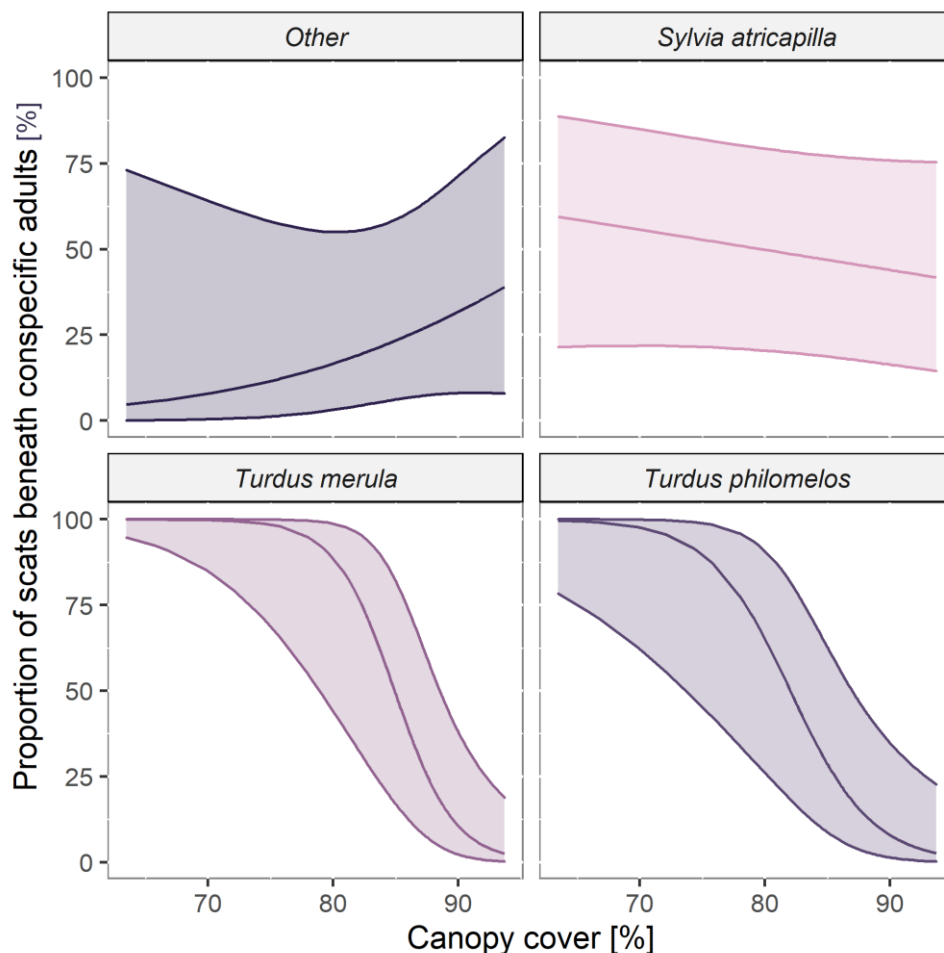 Other
Sylvia atricapilla
100
75
50
25
0
Turdus merula
Turdus philomelos
100
75
50
25
0
70
80
90
70
80
90
Canopy cover [%]
Proportion of scats beneath conspecific adults [%]